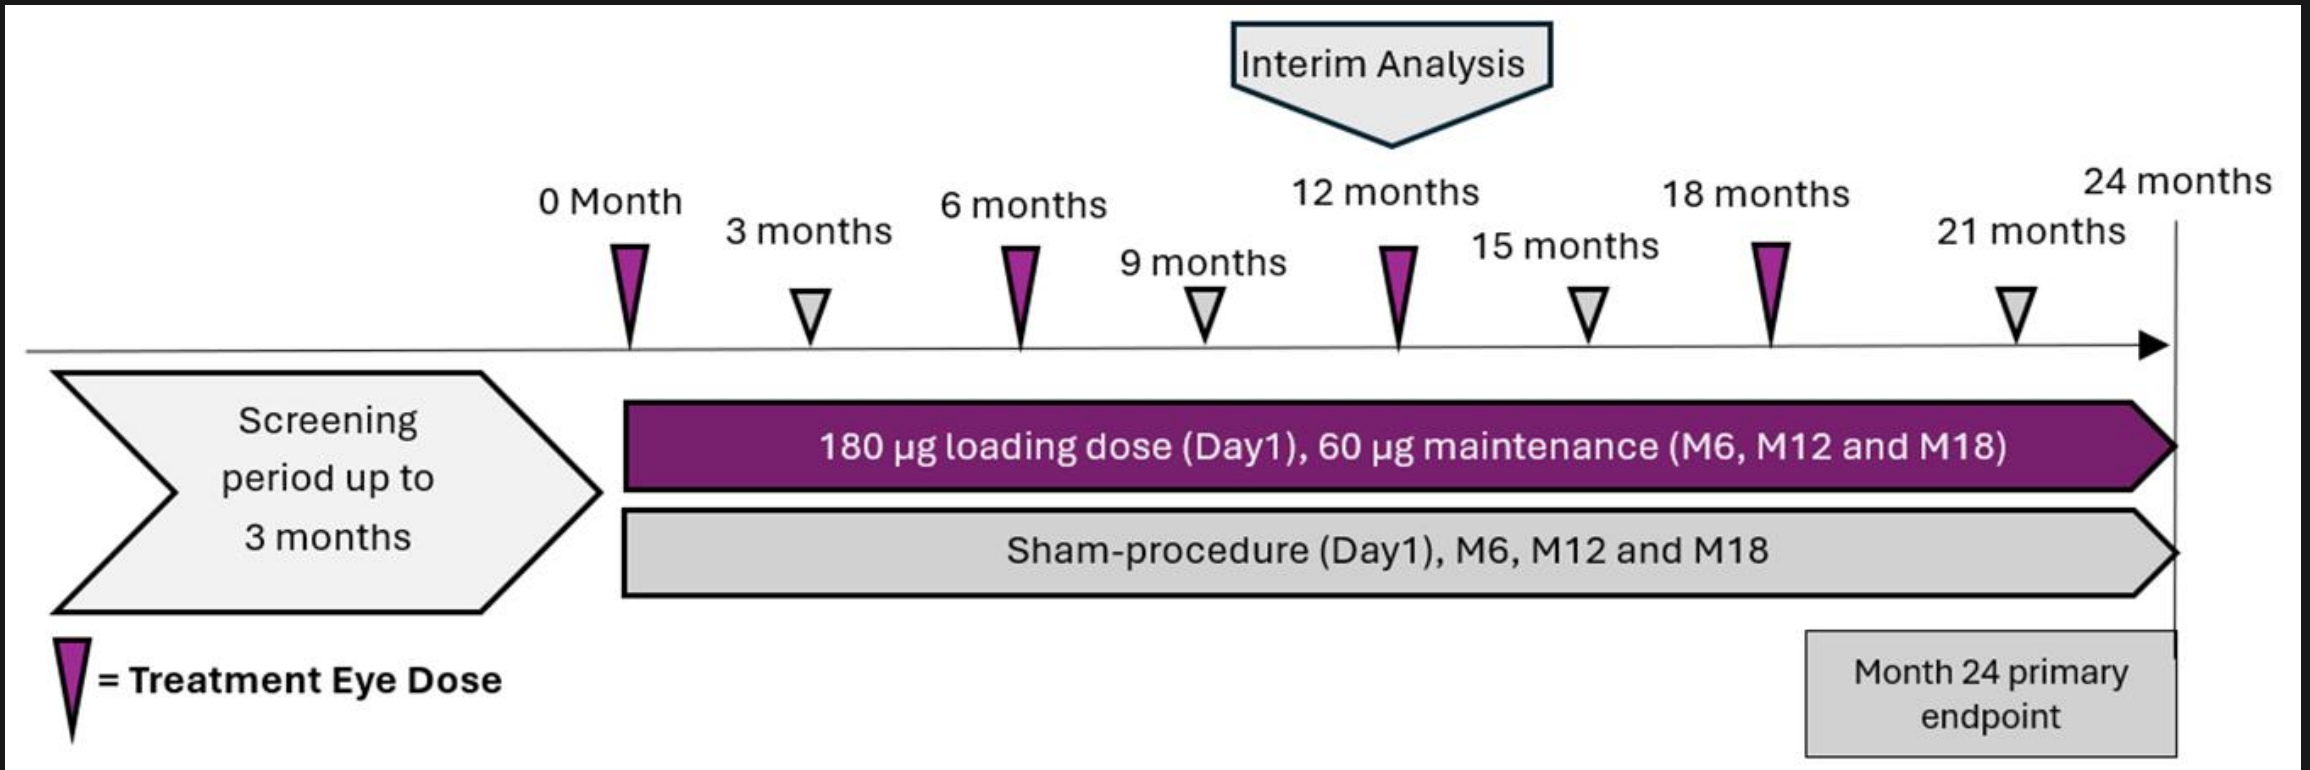 Interim Analysis
0 Month
3 months
6 months
9 months
12 months
15 months
18 months
21 months
24 months
Screening
period up to
3 months
180 µg loading dose (Day1), 60 µg maintenance (M6, M12 and M18)
Sham-procedure (Day1), M6, M12 and M18
= Treatment Eye Dose
Month 24 primary
endpoint